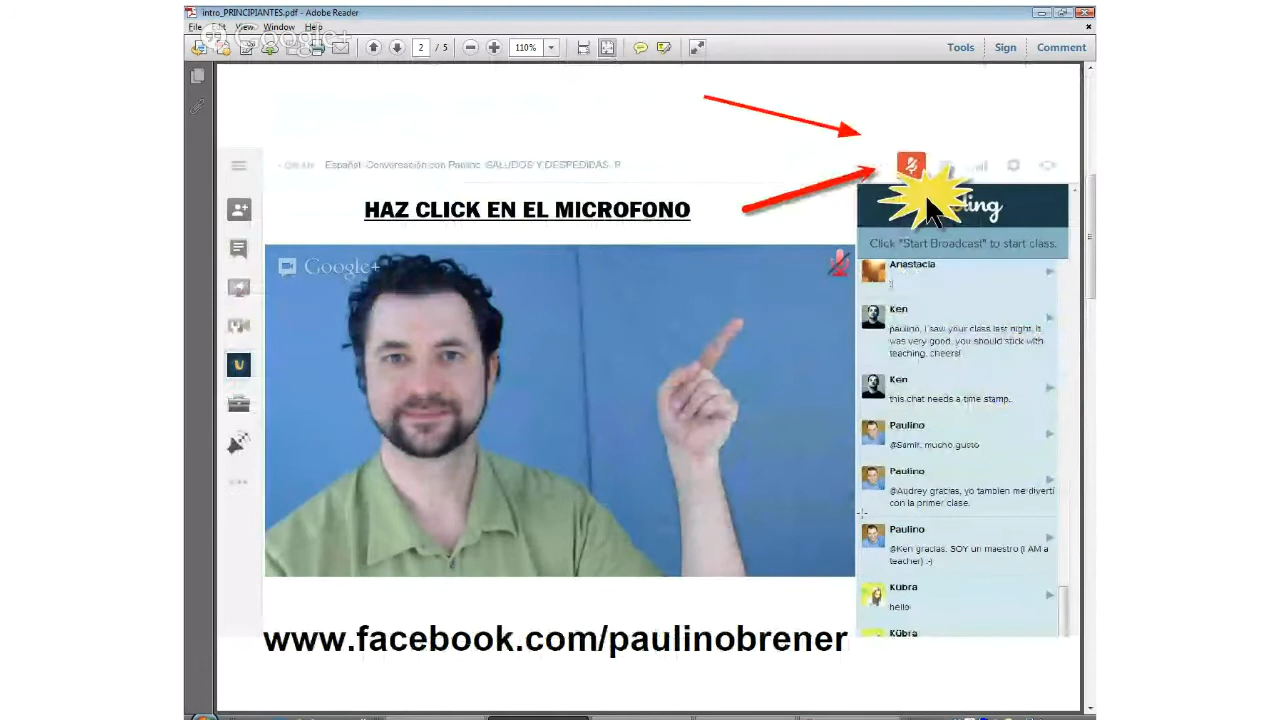 intro_PRINCIPIANTES.pdf - Adobe Reader
File Edit View Window Help
Google+
2 / 5
110%
Tools Sign Comment
Español: Conversación con Paulino (SALUDOS Y DESPEDIDAS
HAZ CLICK EN EL MICROFONO
Click "Start Broadcast" to start class.
Google+
Anastacia
:)
Ken
paulino, I saw your class last night, it
was very good, you should stick with
teaching, cheers!
Ken
this chat needs a time stamp.
Paulino
@Samir, mucho gusto
Paulino
@Audrey gracias, yo tambien me diverti
con la primer clase.
Paulino
@Ken gracias, SOY un maestro (I AM a
teacher) :-)
Kübra
hello
Kübra
www.facebook.com/paulinobrener